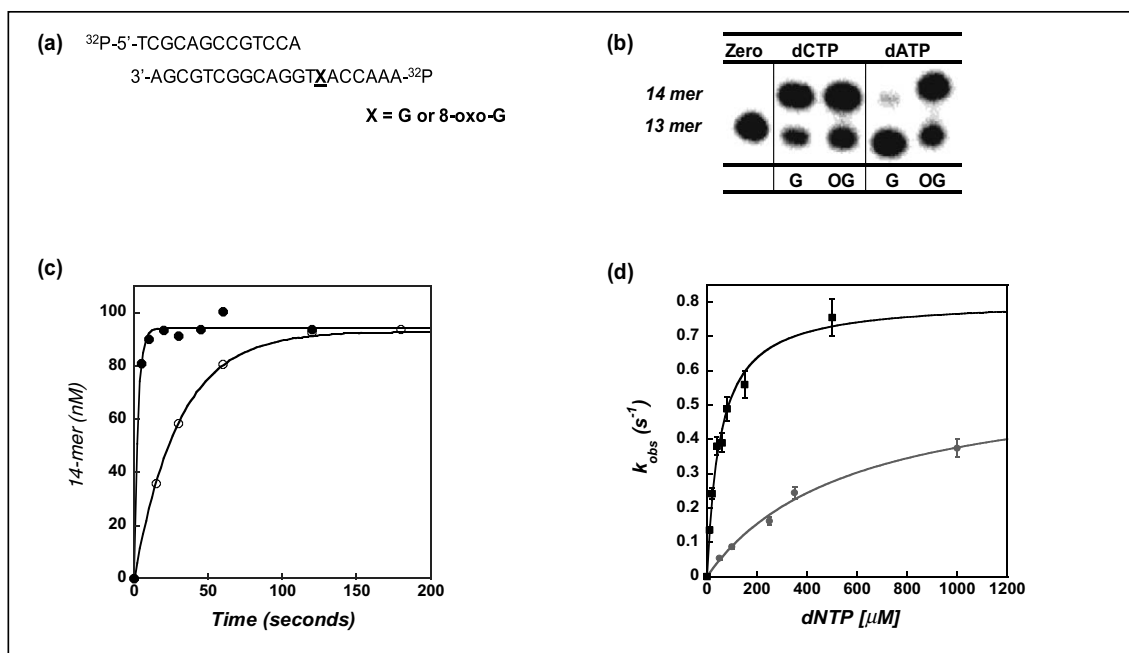 (a)
32P-5'-TCGCAGCCGTCCA
3'-AGCGTCGGCAGGTXACCAAA-32P
X = G or 8-oxo-G
(b)
Zero dCTP dATP
14 mer
13 mer
G OG G OG
(c)
14-mer (nM)
100
80
60
40
20
0
0 50 100 150 200
Time (seconds)
(d)
kobs (s-1)
0.8
0.7
0.6
0.5
0.4
0.3
0.2
0.1
0
0 200 400 600 800 1000 1200
dNTP [μM]